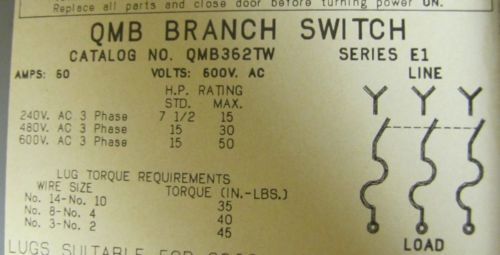 Replace all parts and close door before turning power ON.
QMB BRANCH SWITCH
CATALOG NO. QMB362TW SERIES E1
AMPS: 60 VOLTS: 600V. AC LINE
H.P. RATING
STD. MAX.
240V. AC 3 Phase 7 1/2 15
480V. AC 3 Phase 15 30
600V. AC 3 Phase 15 50
LUG TORQUE REQUIREMENTS
WIRE SIZE TORQUE (IN.-LBS.)
No. 14-No. 10 35
No. 8-No. 4 40
No. 3-No. 2 45
LOAD
LUGS SUITABLE FOR